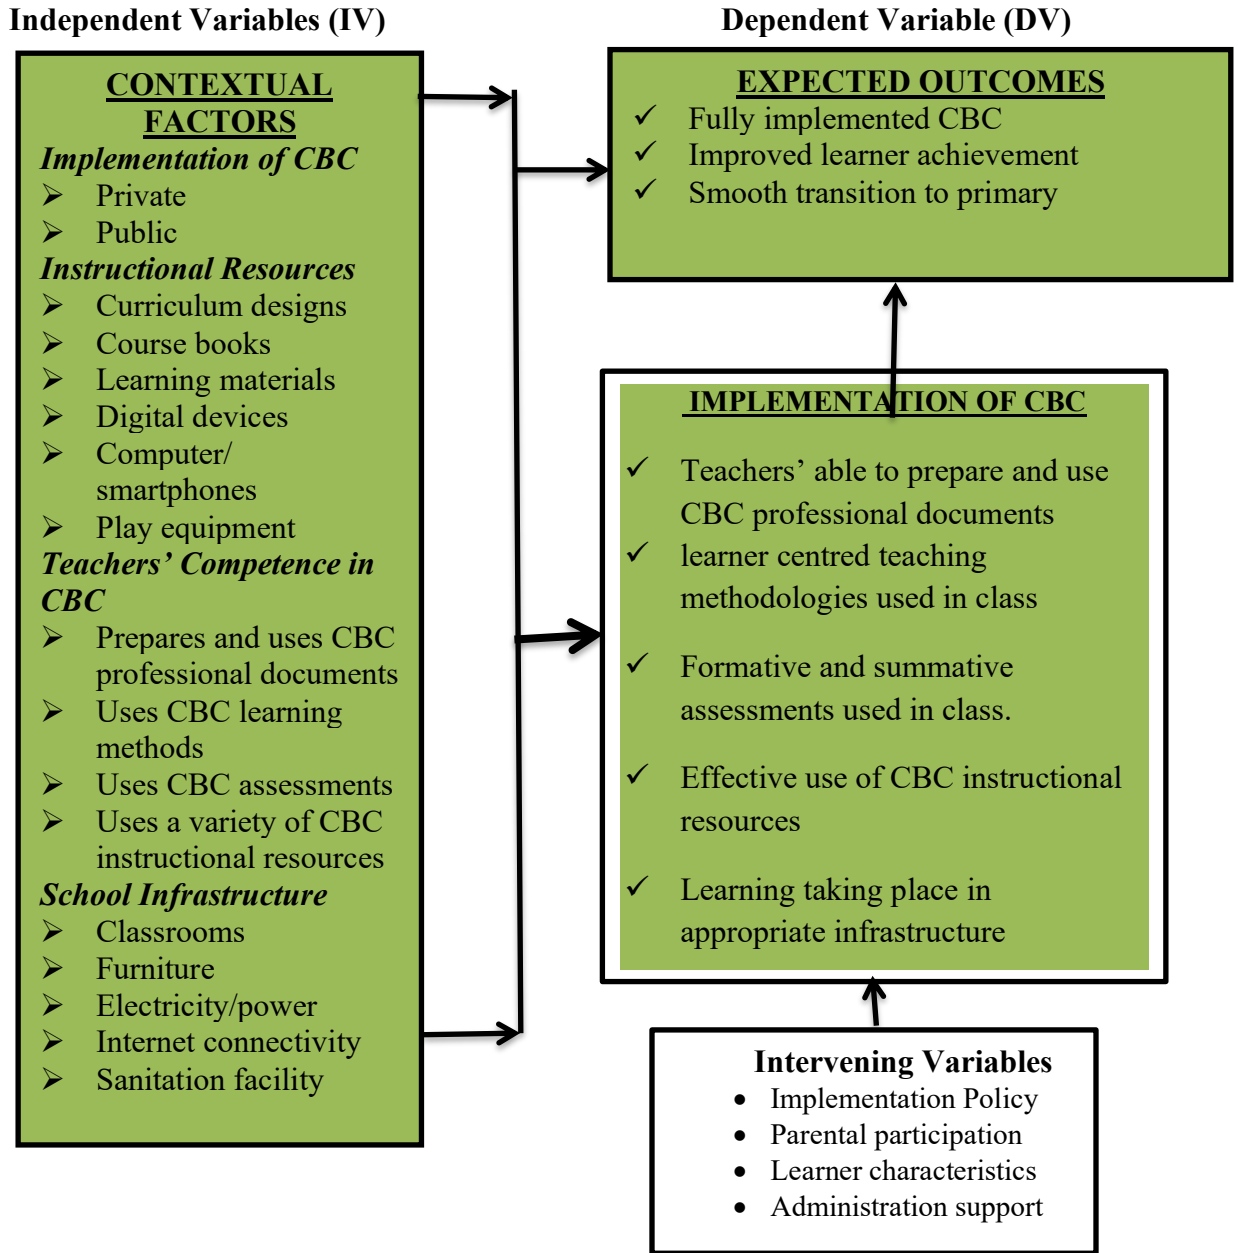 Independent Variables (IV)
Dependent Variable (DV)
CONTEXTUAL
FACTORS
Implementation of CBC
➢ Private
➢ Public
Instructional Resources
➢ Curriculum designs
➢ Course books
➢ Learning materials
➢ Digital devices
➢ Computer/
smartphones
➢ Play equipment
Teachers’ Competence in
CBC
➢ Prepares and uses CBC
professional documents
➢ Uses CBC learning
methods
➢ Uses CBC assessments
➢ Uses a variety of CBC
instructional resources
School Infrastructure
➢ Classrooms
➢ Furniture
➢ Electricity/power
➢ Internet connectivity
➢ Sanitation facility
EXPECTED OUTCOMES
✓ Fully implemented CBC
✓ Improved learner achievement
✓ Smooth transition to primary
IMPLEMENTATION OF CBC
✓ Teachers’ able to prepare and use
CBC professional documents
✓ learner centred teaching
methodologies used in class
✓ Formative and summative
assessments used in class.
✓ Effective use of CBC instructional
resources
✓ Learning taking place in
appropriate infrastructure
Intervening Variables
• Implementation Policy
• Parental participation
• Learner characteristics
• Administration support